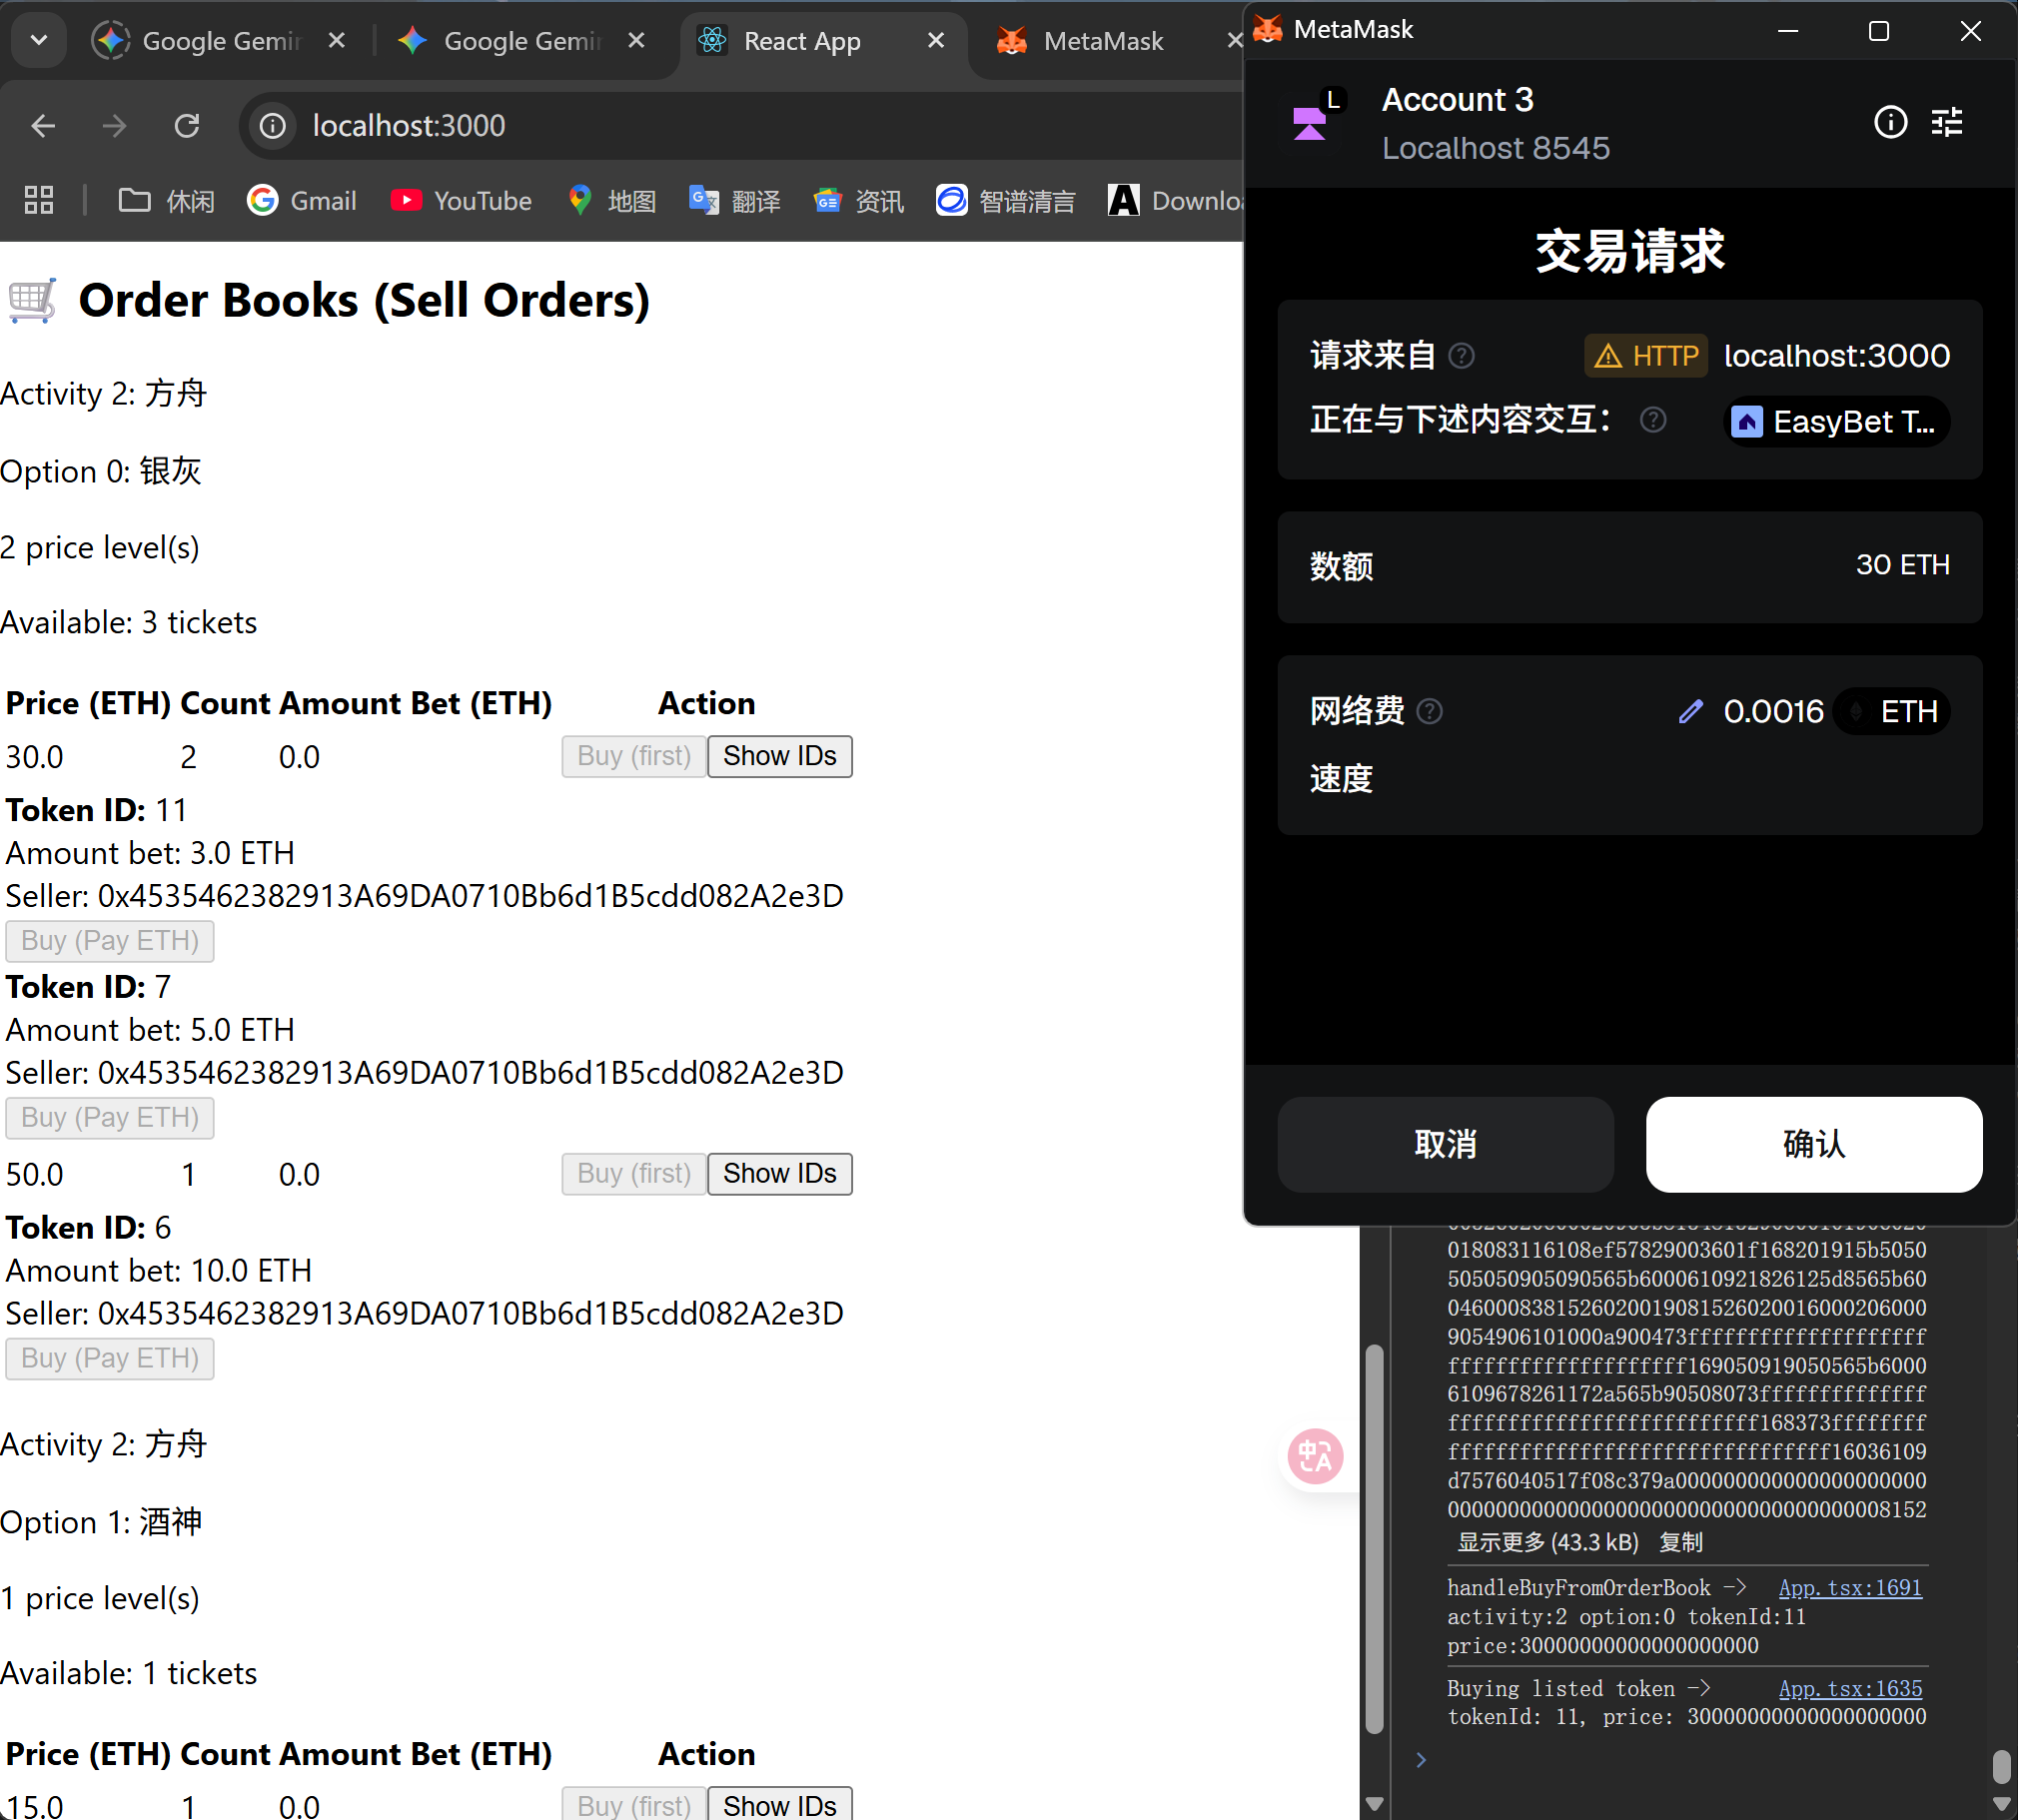 Google Gemin
Google Gemin
React App
MetaMask
localhost:3000
休闲
Gmail
YouTube
地图
翻译
资讯
智谱清言
Downlo
Order Books (Sell Orders)
Activity 2: 方舟
Option 0: 银灰
2 price level(s)
Available: 3 tickets
Price (ETH) Count Amount Bet (ETH) Action
30.0 2 0.0 Buy (first) Show IDs
Token ID: 11
Amount bet: 3.0 ETH
Seller: 0x4535462382913A69DA0710Bb6d1B5cdd082A2e3D
Buy (Pay ETH)
Token ID: 7
Amount bet: 5.0 ETH
Seller: 0x4535462382913A69DA0710Bb6d1B5cdd082A2e3D
Buy (Pay ETH)
50.0 1 0.0 Buy (first) Show IDs
Token ID: 6
Amount bet: 10.0 ETH
Seller: 0x4535462382913A69DA0710Bb6d1B5cdd082A2e3D
Buy (Pay ETH)
Activity 2: 方舟
Option 1: 酒神
1 price level(s)
Available: 1 tickets
Price (ETH) Count Amount Bet (ETH) Action
15.0 1 0.0 Buy (first) Show IDs
MetaMask
L
Account 3
Localhost 8545
交易请求
请求来自 HTTP localhost:3000
正在与下述内容交互： EasyBet T...
数额 30 ETH
网络费 0.0016 ETH
速度
取消 确认
018083116108ef57829003601f168201915b5050
505050905090565b6000610921826125d8565b60
046000838152602001908152602001600020600 0
9054906101000a900473ffffffffffffffffffff
ffffffffffffffffffff16905091905056​5b6000
6109678261172a565b90508073ffffffffffffff
ffffffffffffffffffffffffff168373ffffffff
ffffffffffffffffffffffffffffffff16036109
d7576040517f08c379a000000000000000000000
0000000000000000000000000000000000008152
显示更多 (43.3 kB) 复制
handleBuyFromOrderBook -> App.tsx:1691
activity:2 option:0 tokenId:11
price:30000000000000000000
Buying listed token -> App.tsx:1635
tokenId: 11, price: 30000000000000000000